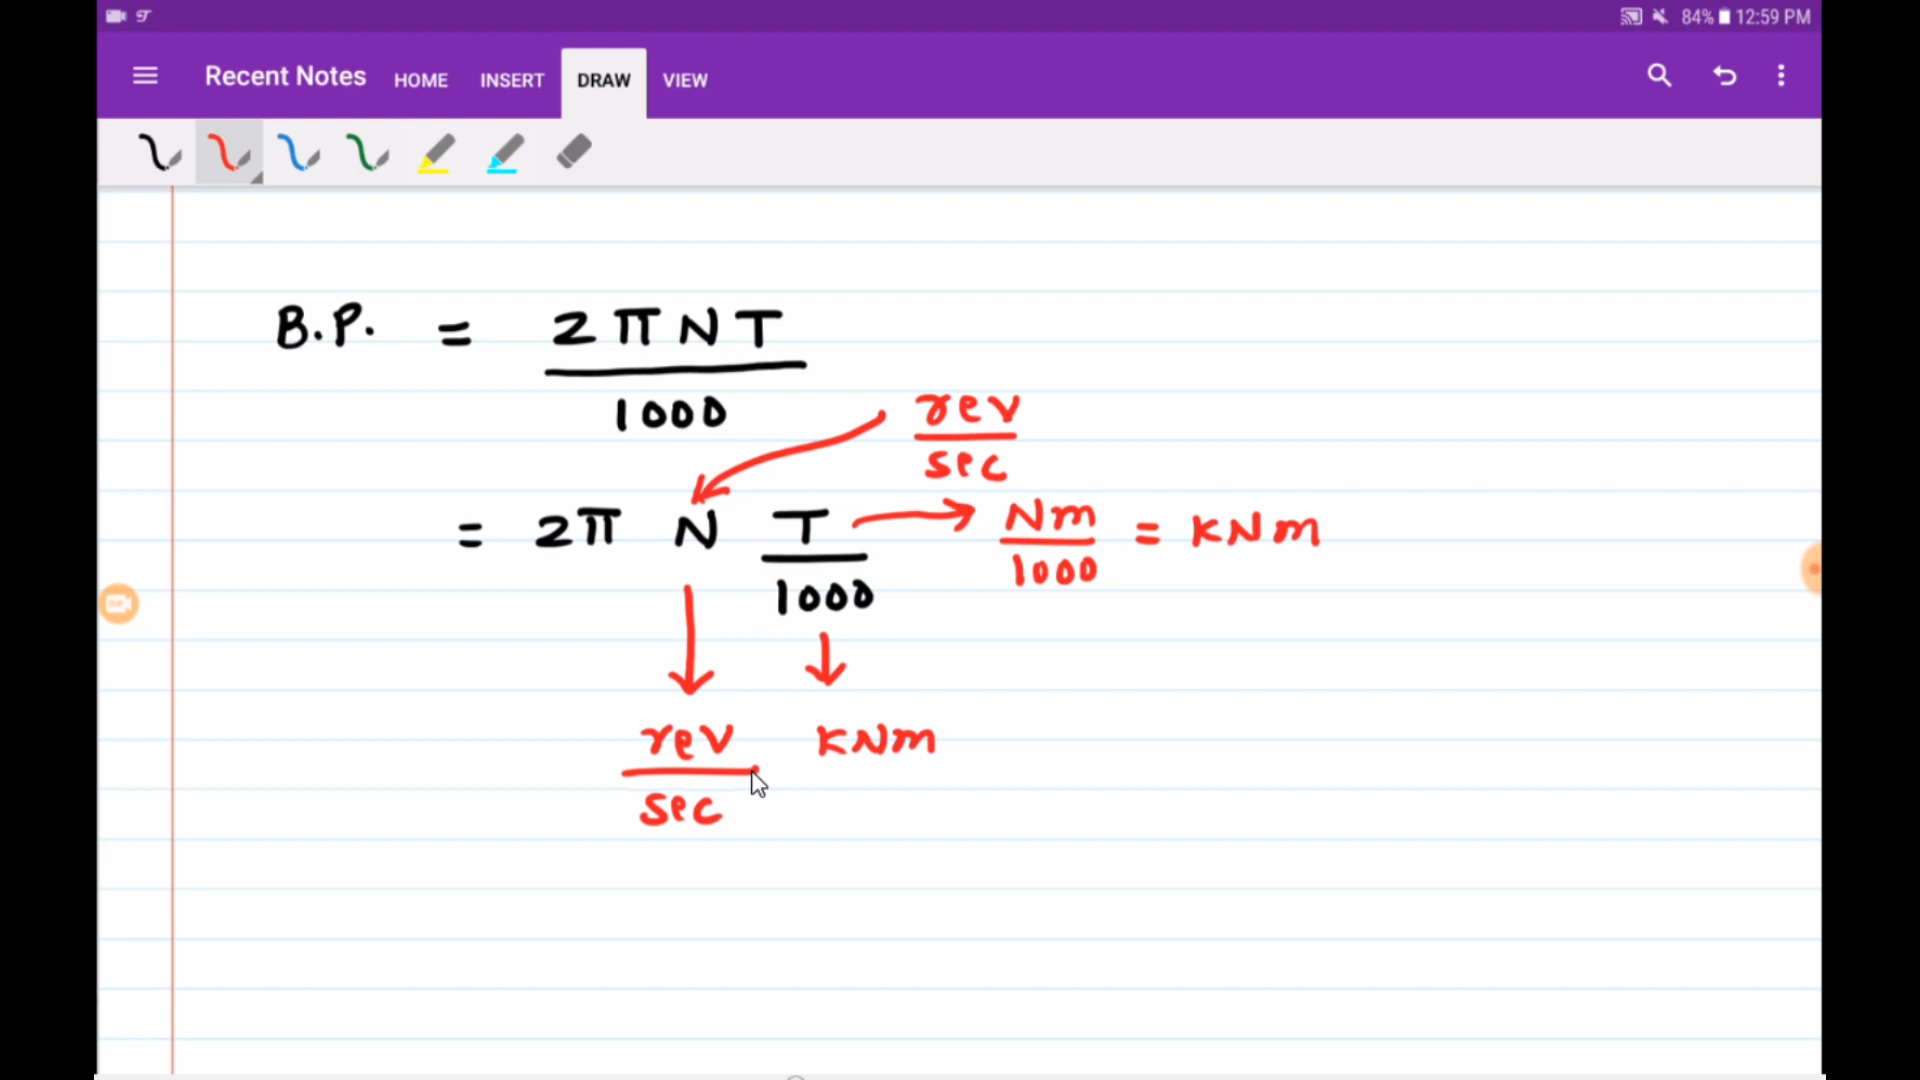 84% 12:59 PM
Recent Notes HOME INSERT DRAW VIEW
B.P. = 2πNT
1000
rev
sec
= 2π N T → Nm = KNm
1000 1000
rev KNm
sec